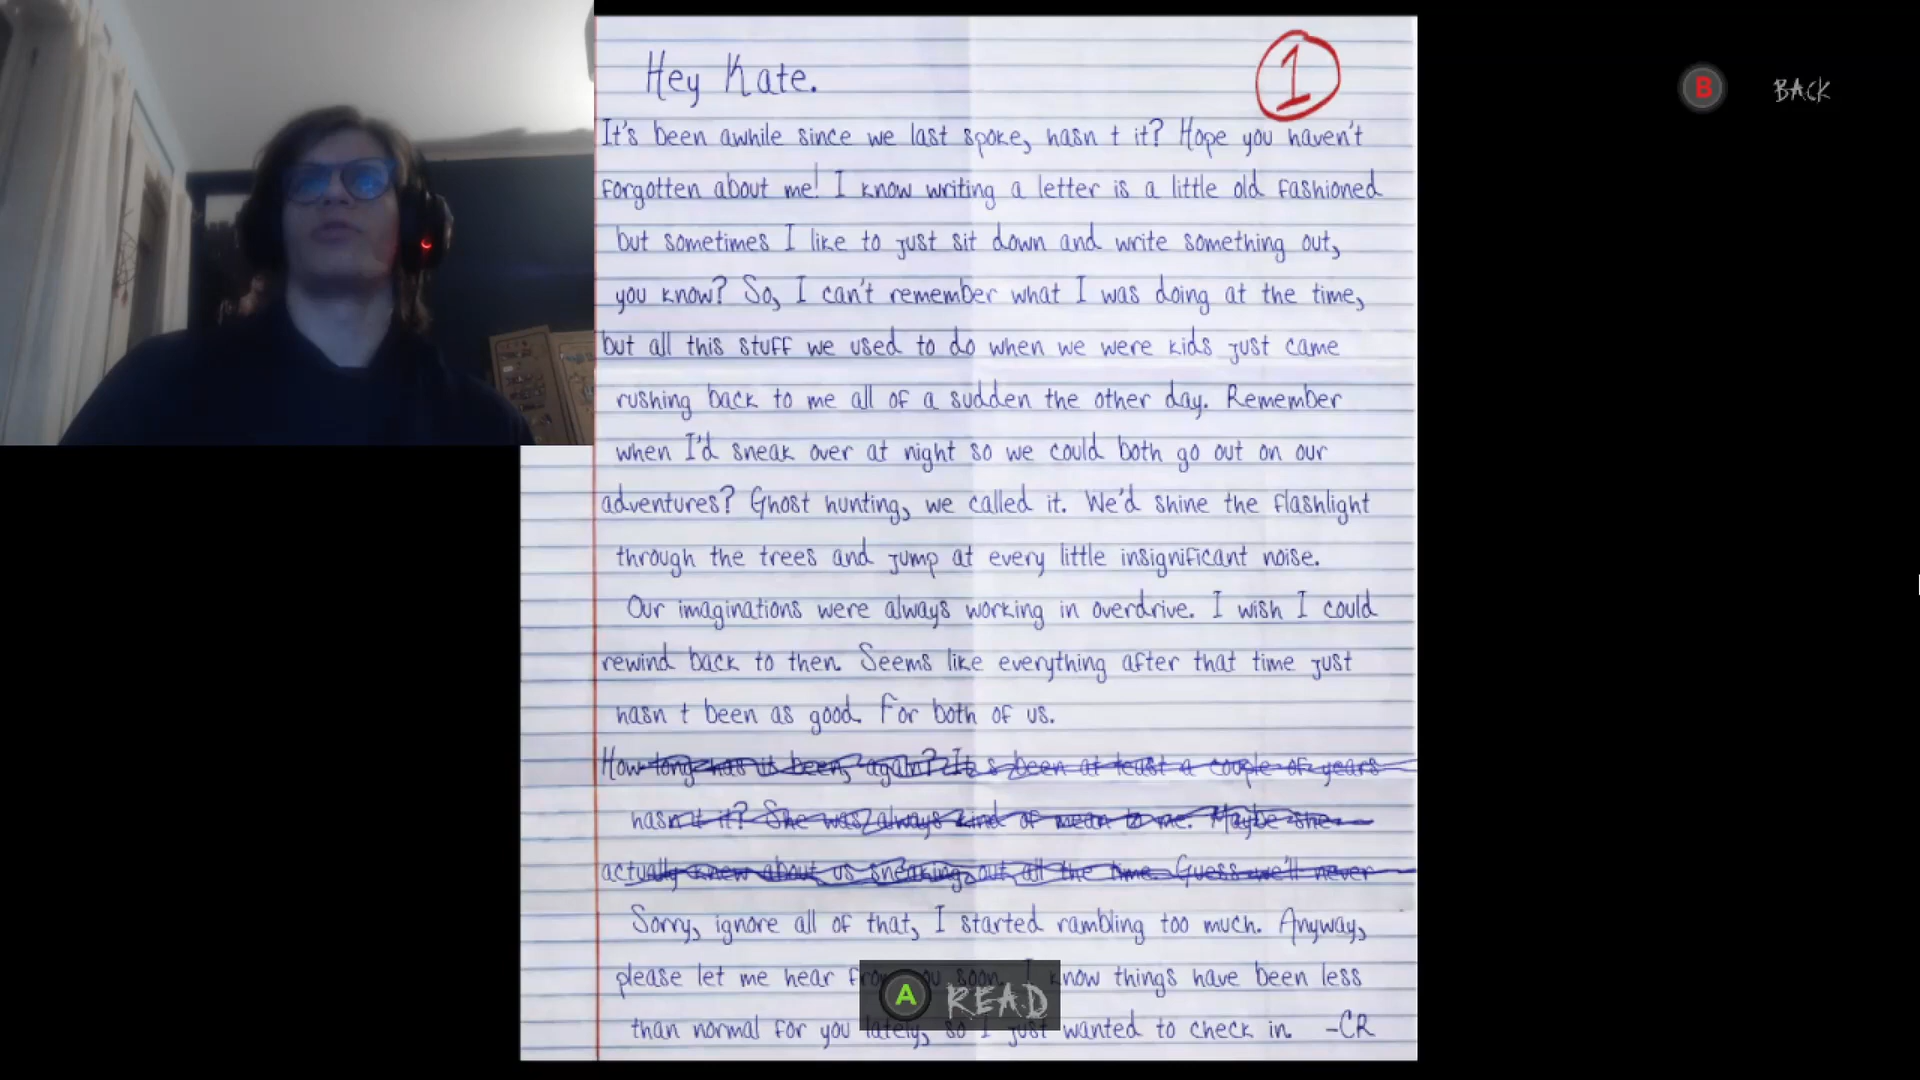 Hey Kate.
1
B BACK
It's been awhile since we last spoke, hasn t it? Hope you haven't
forgotten about me! I know writing a letter is a little old fashioned
but sometimes I like to just sit down and write something out,
you know? So, I can't remember what I was doing at the time,
but all this stuff we used to do when we were kids just came
rushing back to me all of a sudden the other day. Remember
when I'd sneak over at night so we could both go out on our
adventures? Ghost hunting, we called it. We'd shine the flashlight
through the trees and jump at every little insignificant noise.
Our imaginations were always working in overdrive. I wish I could
rewind back to then. Seems like everything after that time just
hasn t been as good. For both of us.
How long has it been, again? It s been at least a couple of years
hasn t it? She was always kind of mean to me. Maybe she
actually knew about us sneaking out all the time. Guess we'll never
Sorry, ignore all of that, I started rambling too much. Anyway,
please let me hear from you soon. I know things have been less
than normal for you lately, so I just wanted to check in. -CR
A READ